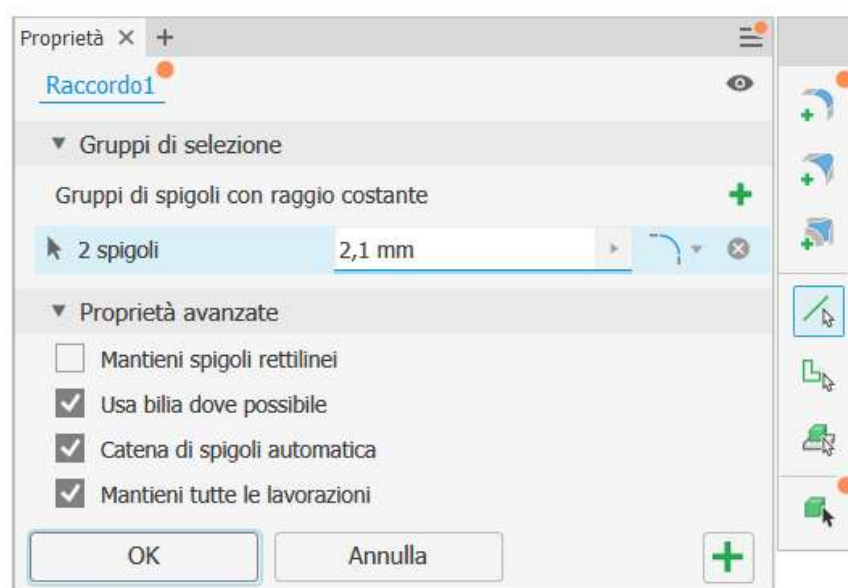 Proprietà
Raccordo1
Gruppi di selezione
Gruppi di spigoli con raggio costante
2 spigoli 2,1 mm
Proprietà avanzate
Mantieni spigoli rettilinei
Usa bilia dove possibile
Catena di spigoli automatica
Mantieni tutte le lavorazioni
OK Annulla